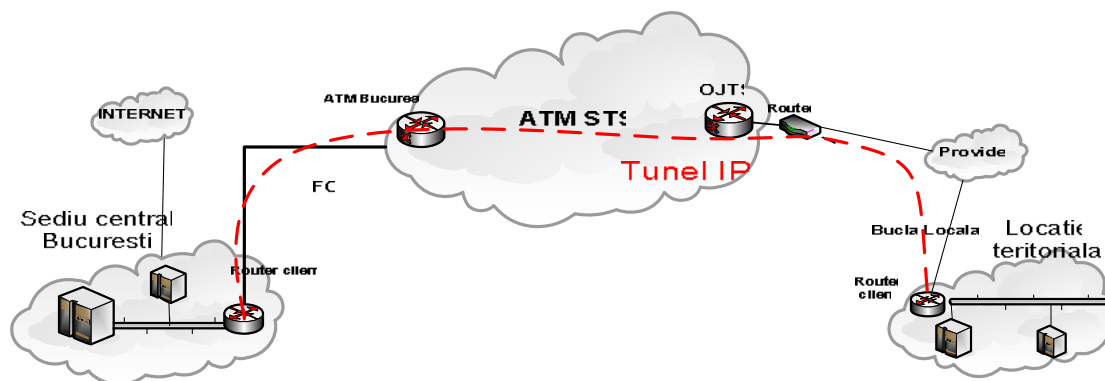 INTERNET
ATM Bucures
ATM STS
OJTS
Router
Tunel IP
Provide
FO
Sediu central
Bucuresti
Router clien
Bucla Locala
Locatie
teritoriala
Router
clien